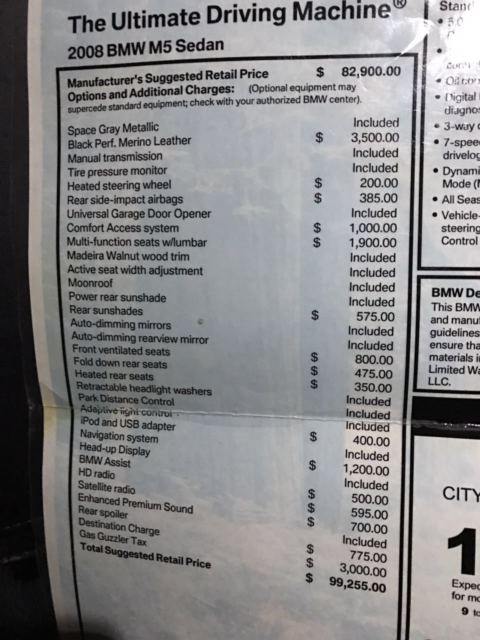 The Ultimate Driving Machine®
2008 BMW M5 Sedan
Manufacturer's Suggested Retail Price $ 82,900.00
Options and Additional Charges: (Optional equipment may
supercede standard equipment; check with your authorized BMW center).
Space Gray Metallic Included
Black Perf. Merino Leather $ 3,500.00
Manual transmission Included
Tire pressure monitor Included
Heated steering wheel $ 200.00
Rear side-impact airbags $ 385.00
Universal Garage Door Opener Included
Comfort Access system $ 1,000.00
Multi-function seats w/lumbar $ 1,900.00
Madeira Walnut wood trim Included
Active seat width adjustment Included
Moonroof Included
Power rear sunshade Included
Rear sunshades $ 575.00
Auto-dimming mirrors Included
Auto-dimming rearview mirror Included
Front ventilated seats $ 800.00
Fold down rear seats $ 475.00
Heated rear seats $ 350.00
Retractable headlight washers Included
Park Distance Control Included
Adaptive light control Included
iPod and USB adapter $ 400.00
Navigation system Included
Head-up Display $ 1,200.00
BMW Assist Included
HD radio $ 500.00
Satellite radio $ 595.00
Enhanced Premium Sound $ 700.00
Rear spoiler Included
Destination Charge $ 775.00
Gas Guzzler Tax $ 3,000.00
Total Suggested Retail Price $ 99,255.00
Stand
• 5.0
• Digital
diagno
• 3-way
• 7-spee
drivelog
• Dynami
Mode (
• All Seas
• Vehicle-
steering
Control
BMW De
This BMW
and manu
guidelines
ensure tha
materials i
Limited Wa
LLC.
CITY
1
Expec
for mo
9 to